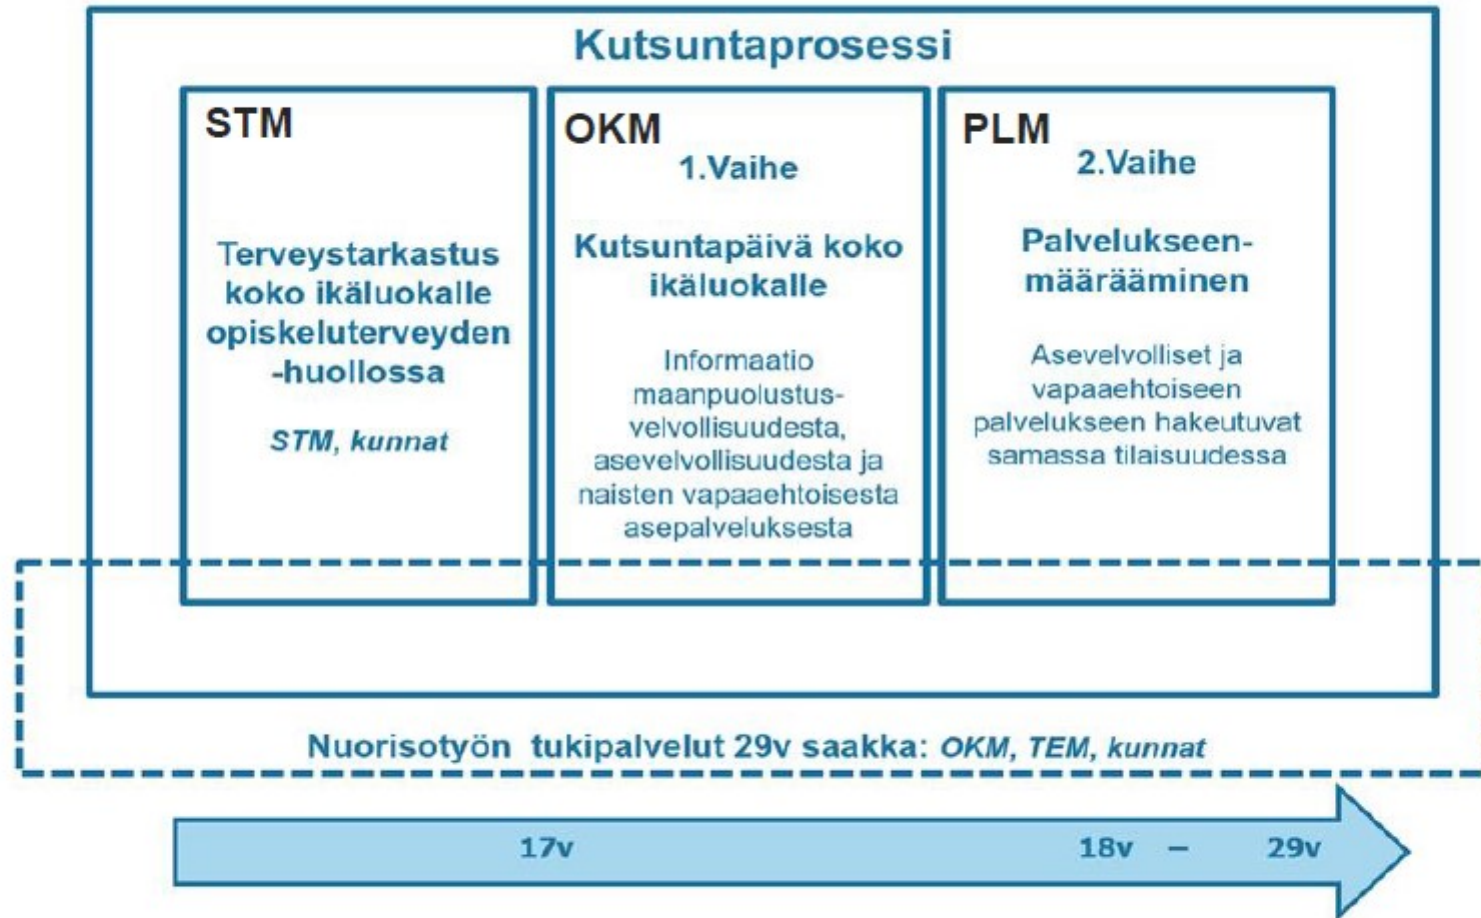 Kutsuntaprosessi
STM
Terveystarkastus
koko ikäluokalle
opiskeluterveyden
-huollossa
STM, kunnat
OKM
1.Vaihe
Kutsuntapäivä koko
ikäluokalle
Informaatio
maanpuolustus-
velvollisuudesta,
asevelvollisuudesta ja
naisten vapaaehtoisesta
asepalveluksesta
PLM
2.Vaihe
Palvelukseen-
määrääminen
Asevelvolliset ja
vapaaehtoiseen
palvelukseen hakeutuvat
samassa tilaisuudessa
Nuorisotyön tukipalvelut 29v saakka: OKM, TEM, kunnat
17v 18v – 29v